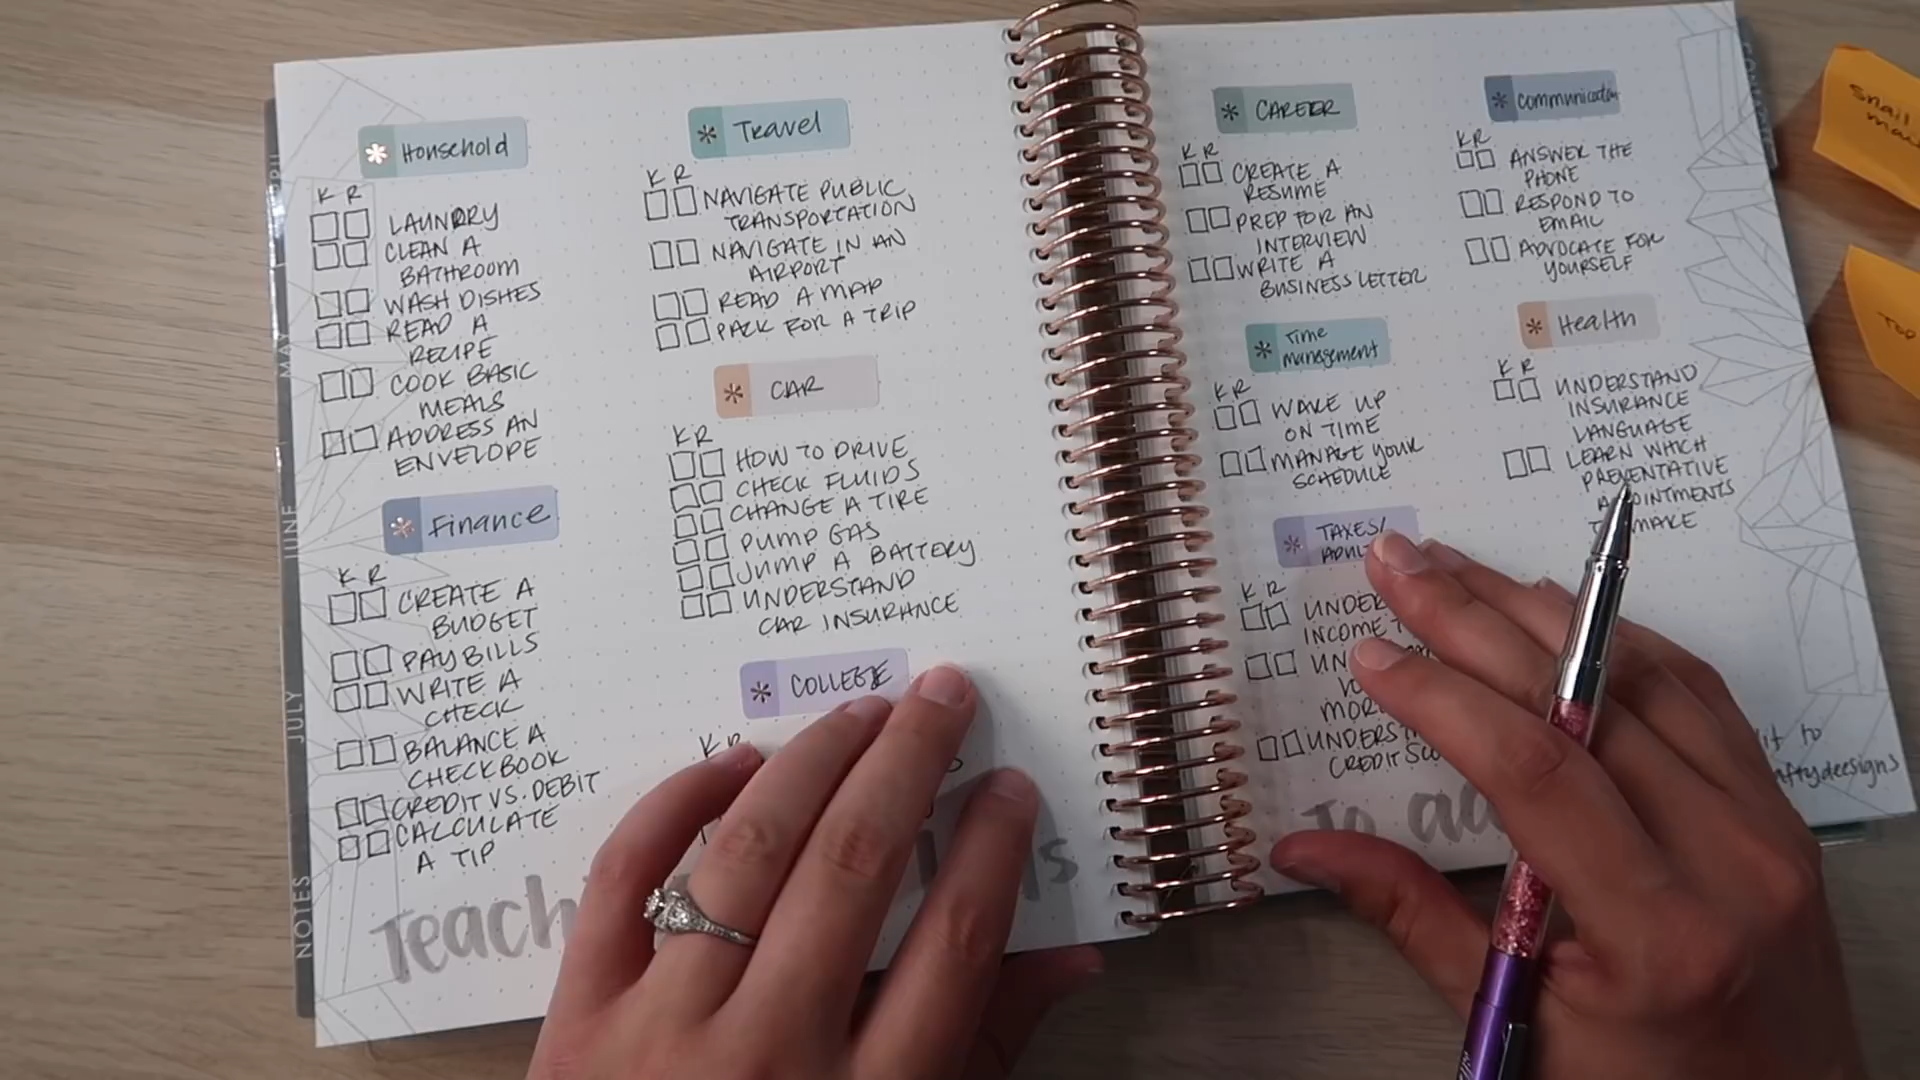 Household
K R
LAUNDRY
CLEAN A
BATHROOM
WASH DISHES
READ A
RECIPE
COOK BASIC
MEALS
ADDRESS AN
ENVELOPE
Finance
K R
CREATE A
BUDGET
PAY BILLS
WRITE A
CHECK
BALANCE A
CHECKBOOK
CREDIT VS. DEBIT
CALCULATE
A TIP
Travel
K R
NAVIGATE PUBLIC
TRANSPORTATION
NAVIGATE IN AN
AIRPORT
READ A MAP
PACK FOR A TRIP
CAR
K R
HOW TO DRIVE
CHECK FLUIDS
CHANGE A TIRE
PUMP GAS
JUMP A BATTERY
UNDERSTAND
CAR INSURANCE
COLLEGE
K R
CAREER
K R
CREATE A
RESUME
PREP FOR AN
INTERVIEW
WRITE A
BUSINESS LETTER
Time
management
K R
WAKE UP
ON TIME
MANAGE YOUR
SCHEDULE
TAXES/
K R
INCOME
CREDIT
Communication
K R
ANSWER THE
PHONE
RESPOND TO
EMAIL
ADVOCATE FOR
YOURSELF
Health
K R
UNDERSTAND
INSURANCE
LANGUAGE
LEARN WHICH
PREVENTATIVE
APPOINTMENTS
TO MAKE
to
To
Snail
TOP
MAY
JUNE
JULY
NOTES